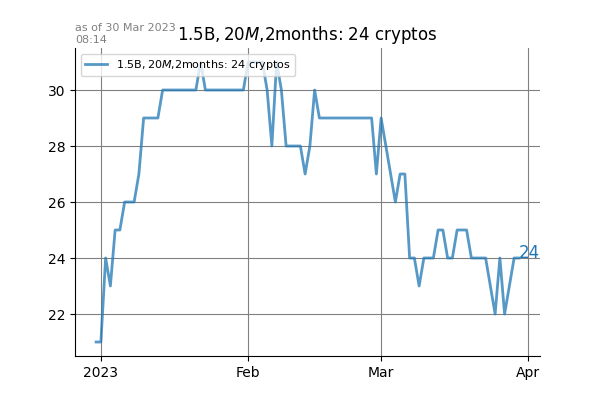 as of 30 Mar 2023
08:14
1.5B, 20M,2months: 24 cryptos
1.5B, 20M,2months: 24 cryptos
30
28
26
24
22
24
2023
Feb
Mar
Apr